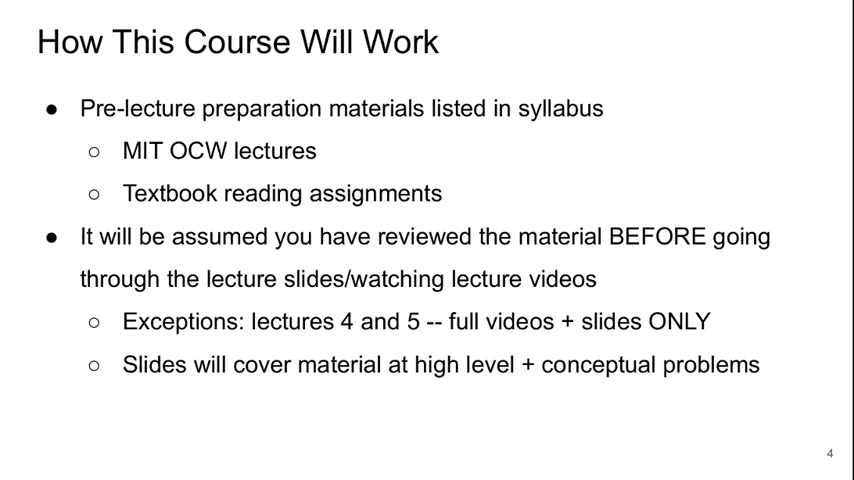 How This Course Will Work
● Pre-lecture preparation materials listed in syllabus
○ MIT OCW lectures
○ Textbook reading assignments
● It will be assumed you have reviewed the material BEFORE going
through the lecture slides/watching lecture videos
○ Exceptions: lectures 4 and 5 -- full videos + slides ONLY
○ Slides will cover material at high level + conceptual problems
4